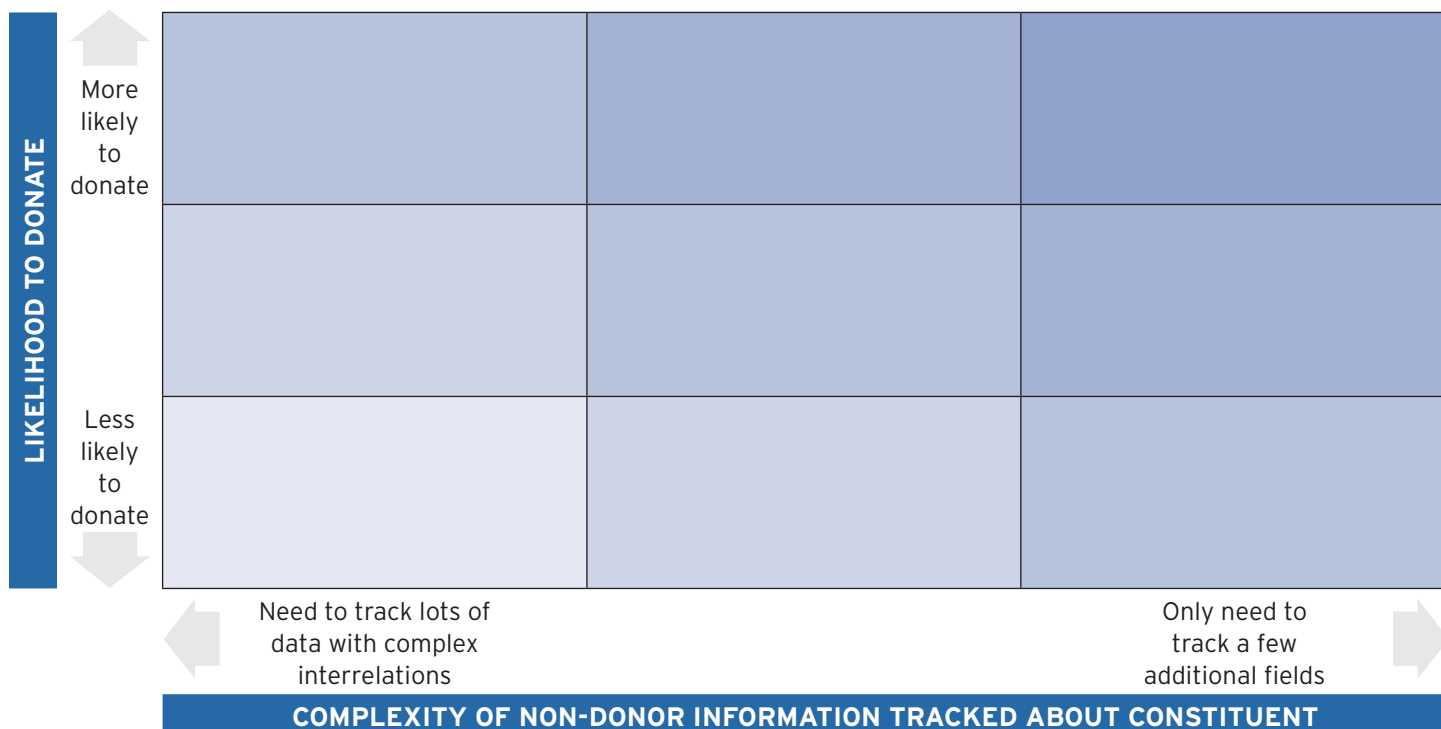 LIKELIHOOD TO DONATE
More
likely
to
donate
Less
likely
to
donate
Need to track lots of
data with complex
interrelations
Only need to
track a few
additional fields
COMPLEXITY OF NON-DONOR INFORMATION TRACKED ABOUT CONSTITUENT